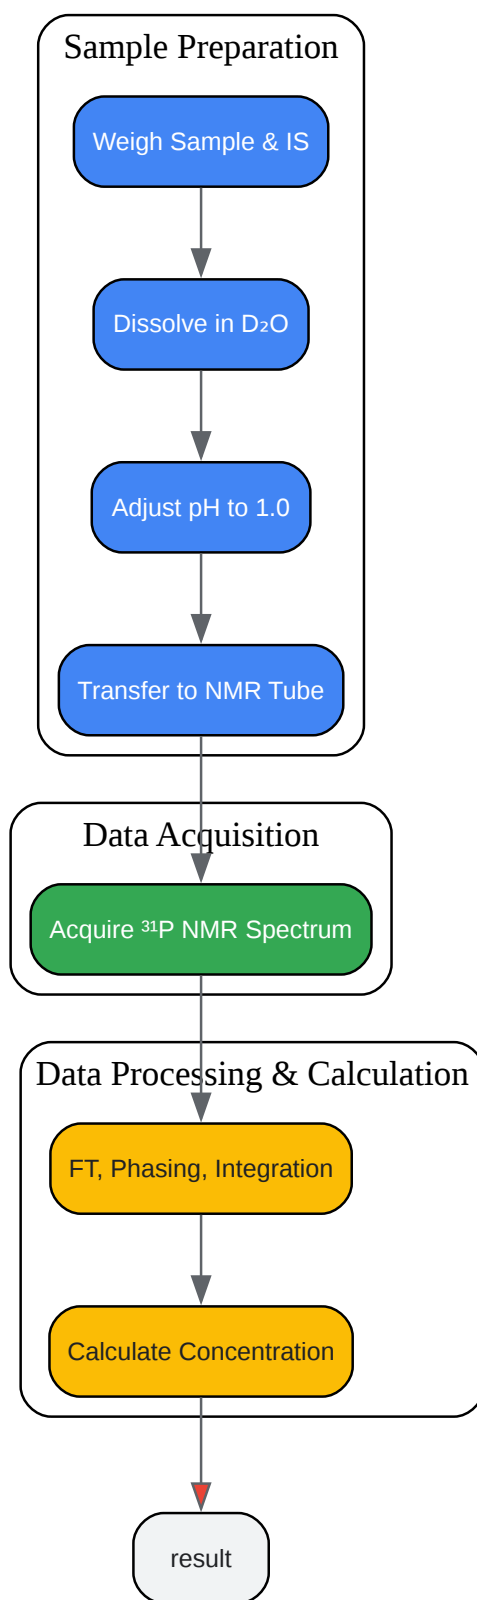 Sample Preparation
Weigh Sample & IS
Dissolve in D₂O
Adjust pH to 1.0
Transfer to NMR Tube
Data Acquisition
Acquire ³¹P NMR Spectrum
Data Processing & Calculation
FT, Phasing, Integration
Calculate Concentration
result